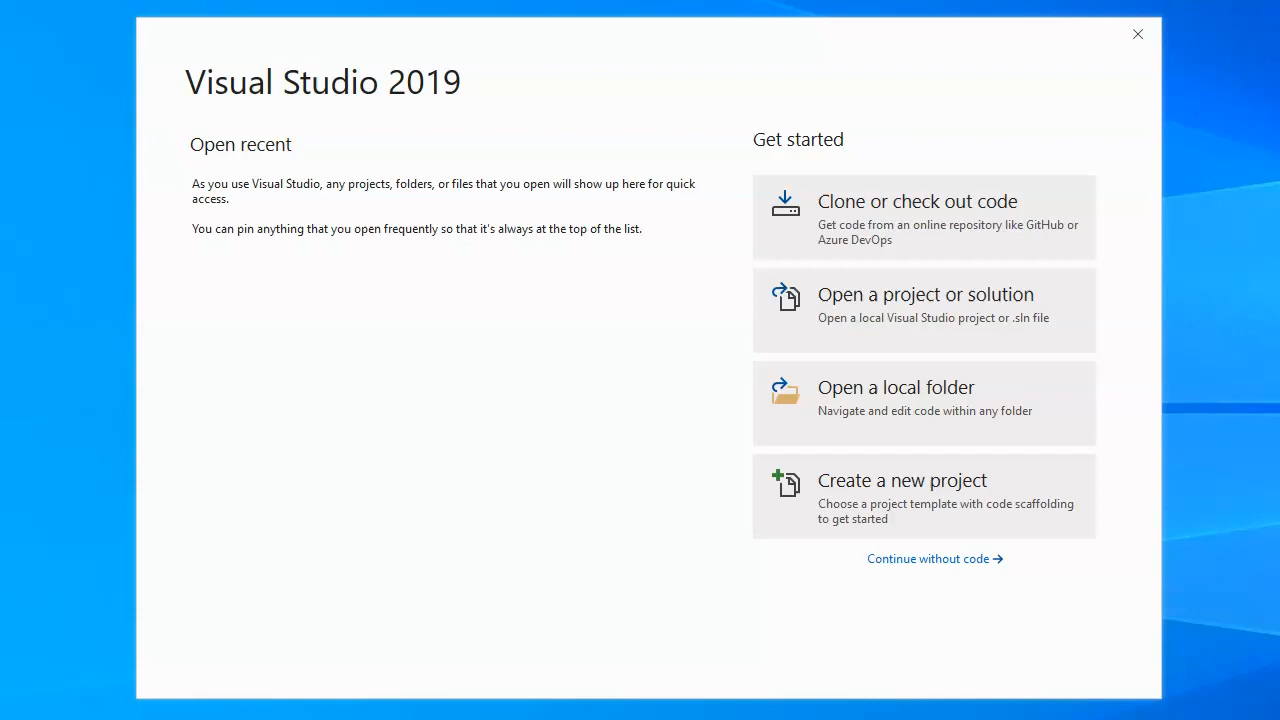 Visual Studio 2019
Open recent
As you use Visual Studio, any projects, folders, or files that you open will show up here for quick
access.
You can pin anything that you open frequently so that it's always at the top of the list.
Get started
Clone or check out code
Get code from an online repository like GitHub or
Azure DevOps
Open a project or solution
Open a local Visual Studio project or .sln file
Open a local folder
Navigate and edit code within any folder
Create a new project
Choose a project template with code scaffolding
to get started
Continue without code →